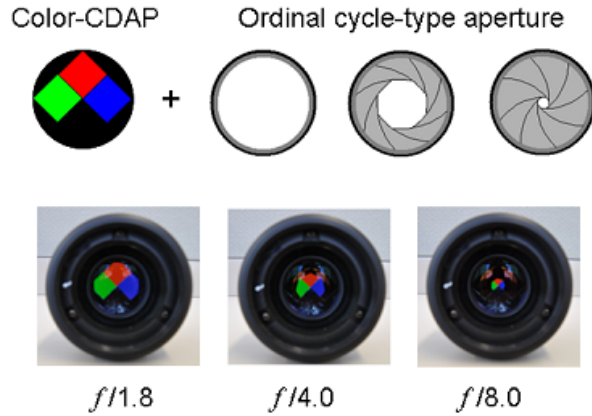 Color-CDAP
Ordinal cycle-type aperture
+
f/1.8
f/4.0
f/8.0